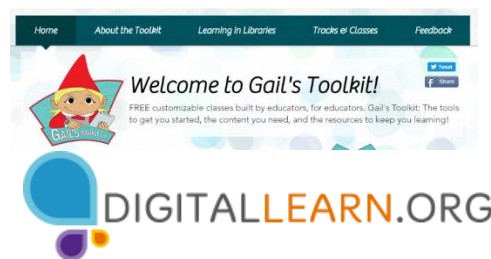 Home About the Toolkit Learning in Libraries Tracks & Classes Feedback
Tweet
Share
Welcome to Gail's Toolkit!
FREE customizable classes built by educators, for educators. Gail's Toolkit: The tools
to get you started, the content you need, and the resources to keep you learning!
GAIL'S Toolkit
DIGITALLEARN.ORG